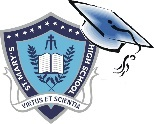 ST MARY'S
HIGH SCHOOL
VIRTUS ET SCIENTIA